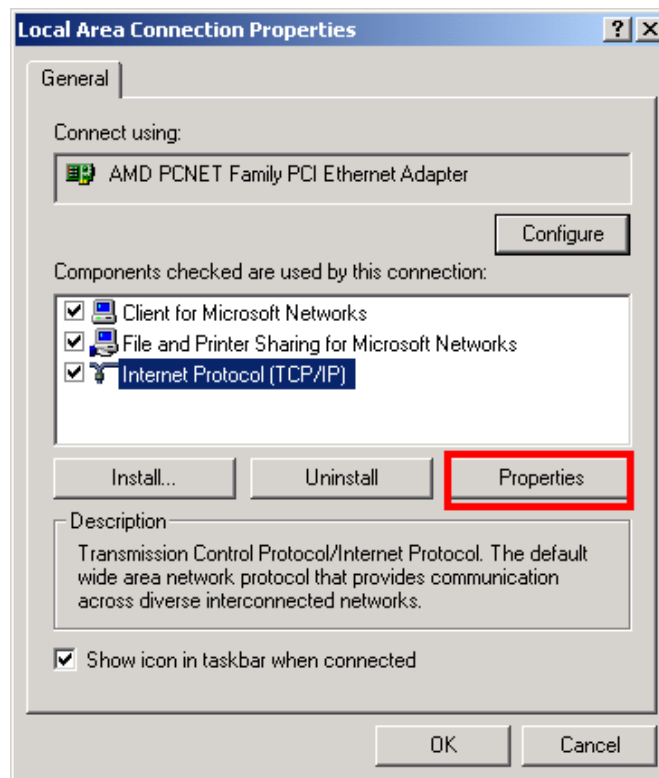 Local Area Connection Properties
General
Connect using:
AMD PCNET Family PCI Ethernet Adapter
Configure
Components checked are used by this connection:
Client for Microsoft Networks
File and Printer Sharing for Microsoft Networks
Internet Protocol (TCP/IP)
Install...
Uninstall
Properties
Description
Transmission Control Protocol/Internet Protocol. The default
wide area network protocol that provides communication
across diverse interconnected networks.
Show icon in taskbar when connected
OK
Cancel